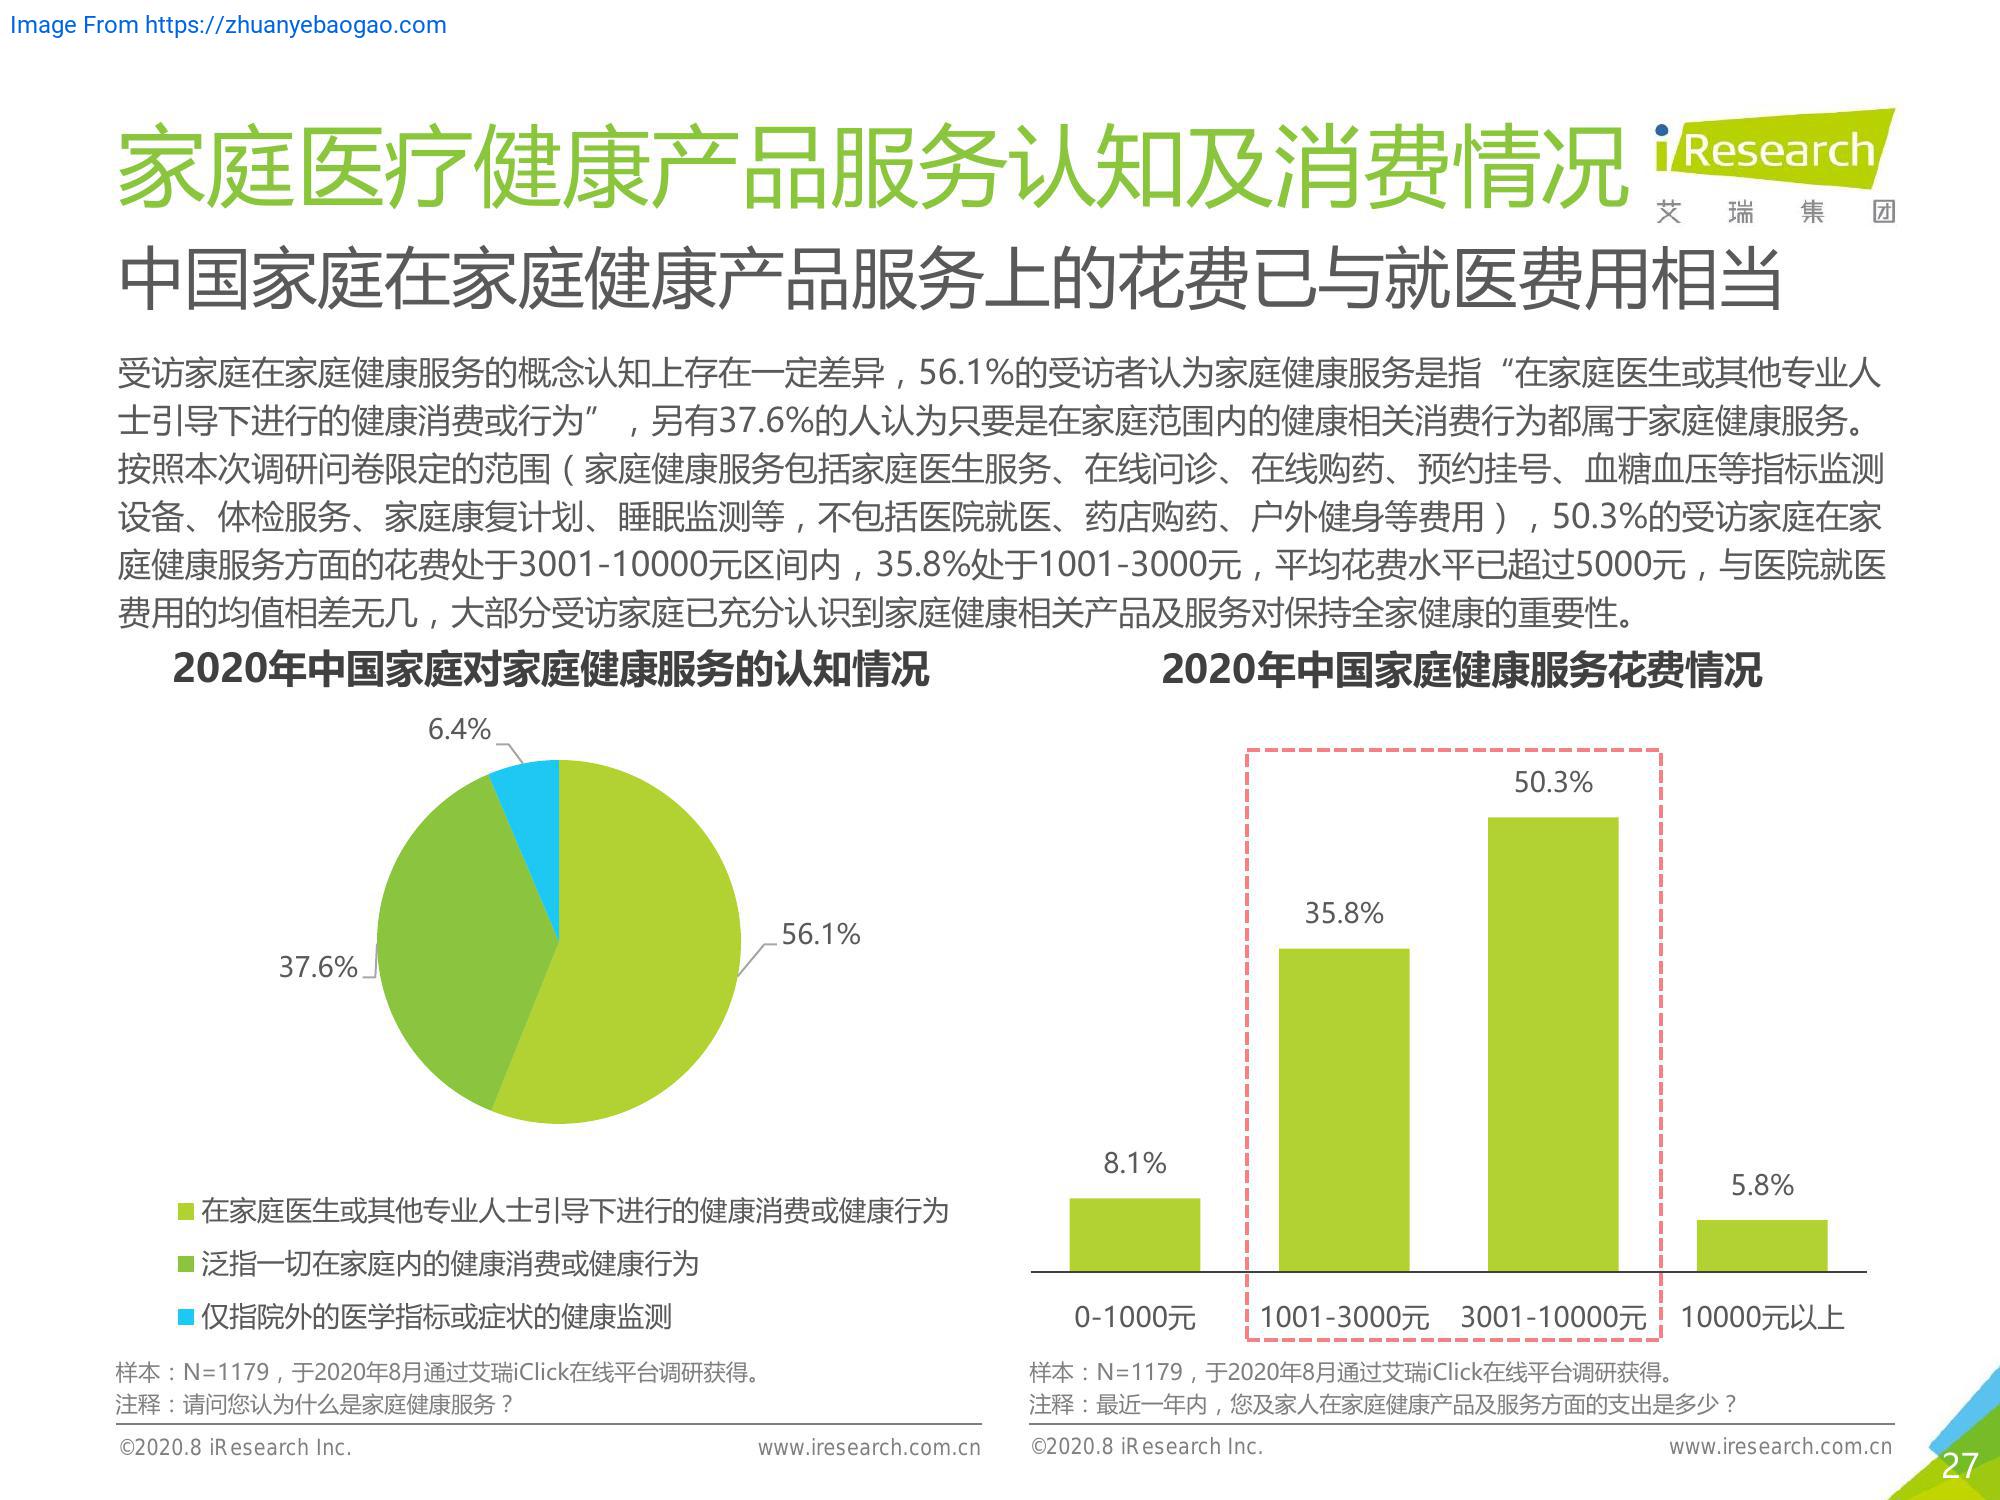 Image From https://zhuanyebaogao.com
家庭医疗健康产品服务认知及消费情况
iResearch
艾瑞集团
中国家庭在家庭健康产品服务上的花费已与就医费用相当
受访家庭在家庭健康服务的概念认知上存在一定差异，56.1%的受访者认为家庭健康服务是指“在家庭医生或其他专业人
士引导下进行的健康消费或行为”，另有37.6%的人认为只要是在家庭范围内的健康相关消费行为都属于家庭健康服务。
按照本次调研问卷限定的范围（家庭健康服务包括家庭医生服务、在线问诊、在线购药、预约挂号、血糖血压等指标监测
设备、体检服务、家庭康复计划、睡眠监测等，不包括医院就医、药店购药、户外健身等费用），50.3%的受访家庭在家
庭健康服务方面的花费处于3001-10000元区间内，35.8%处于1001-3000元，平均花费水平已超过5000元，与医院就医
费用的均值相差无几，大部分受访家庭已充分认识到家庭健康相关产品及服务对保持全家健康的重要性。
2020年中国家庭对家庭健康服务的认知情况
6.4%
56.1%
37.6%
在家庭医生或其他专业人士引导下进行的健康消费或健康行为
泛指一切在家庭内的健康消费或健康行为
仅指院外的医学指标或症状的健康监测
样本：N=1179，于2020年8月通过艾瑞iClick在线平台调研获得。
注释：请问您认为什么是家庭健康服务？
©2020.8 iResearch Inc.
www.iresearch.com.cn
2020年中国家庭健康服务花费情况
50.3%
35.8%
8.1%
5.8%
0-1000元
1001-3000元
3001-10000元
10000元以上
样本：N=1179，于2020年8月通过艾瑞iClick在线平台调研获得。
注释：最近一年内，您及家人在家庭健康产品及服务方面的支出是多少？
©2020.8 iResearch Inc.
www.iresearch.com.cn
27